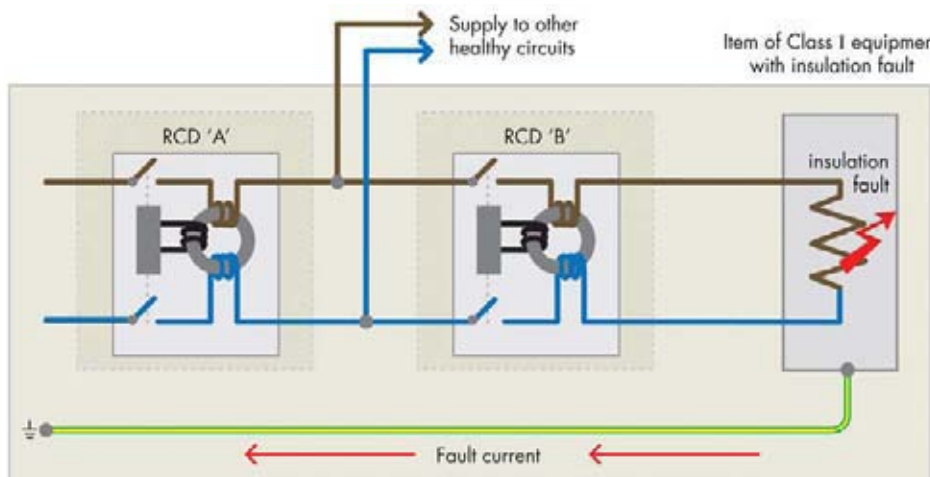 Supply to other
healthy circuits
Item of Class I equipmer
with insulation fault
RCD 'A'
RCD 'B'
insulation
fault
Fault current